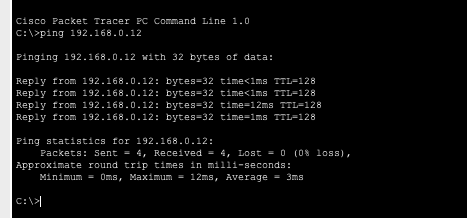 Cisco Packet Tracer PC Command Line 1.0
C:\>ping 192.168.0.12
Pinging 192.168.0.12 with 32 bytes of data:
Reply from 192.168.0.12: bytes=32 time<1ms TTL=128
Reply from 192.168.0.12: bytes=32 time<1ms TTL=128
Reply from 192.168.0.12: bytes=32 time=12ms TTL=128
Reply from 192.168.0.12: bytes=32 time=1ms TTL=128
Ping statistics for 192.168.0.12:
    Packets: Sent = 4, Received = 4, Lost = 0 (0% loss),
Approximate round trip times in milli-seconds:
    Minimum = 0ms, Maximum = 12ms, Average = 3ms
C:\>